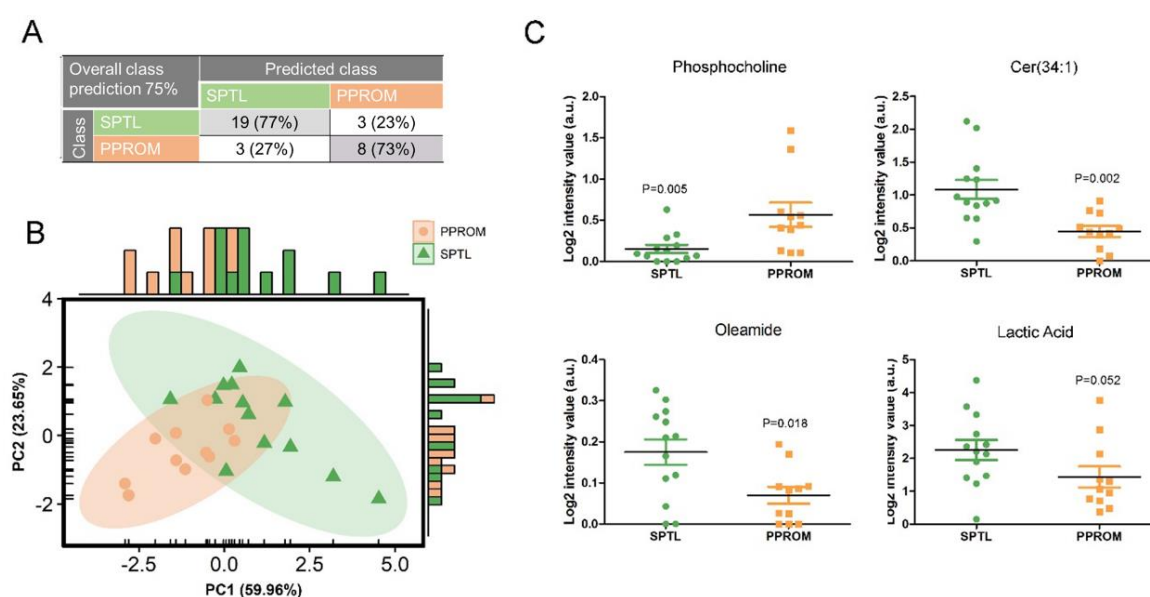 A
Overall class
prediction 75%
Predicted class
SPTL
PPROM
Class
SPTL
19 (77%)
3 (23%)
PPROM
3 (27%)
8 (73%)
B
PPROM
SPTL
4
2
0
-2
PC2 (23.65%)
-2.5
0.0
2.5
5.0
PC1 (59.96%)
C
Phosphocholine
Log2 intensity value (a.u.)
2.0
1.5
1.0
0.5
0.0
P=0.005
SPTL
PPROM
Cer(34:1)
Log2 intensity value (a.u.)
2.5
2.0
1.5
1.0
0.5
0.0
P=0.002
SPTL
PPROM
Oleamide
Log2 intensity value (a.u.)
0.4
0.3
0.2
0.1
0.0
P=0.018
SPTL
PPROM
Lactic Acid
Log2 intensity value (a.u.)
5
4
3
2
1
0
P=0.052
SPTL
PPROM